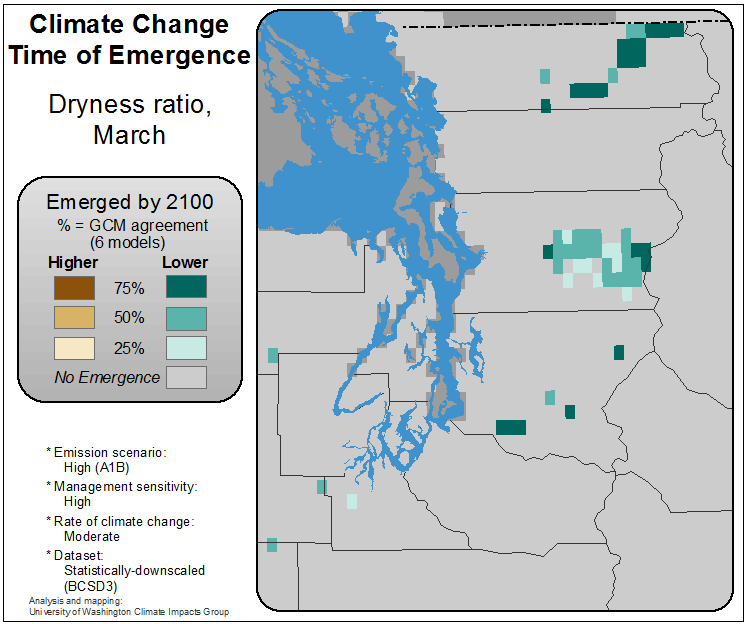 Climate Change
Time of Emergence
Dryness ratio,
March
Emerged by 2100
% = GCM agreement
(6 models)
Higher Lower
75%
50%
25%
No Emergence
* Emission scenario:
High (A1B)
* Management sensitivity:
High
* Rate of climate change:
Moderate
* Dataset:
Statistically-downscaled
(BCSD3)
Analysis and mapping:
University of Washington Climate Impacts Group